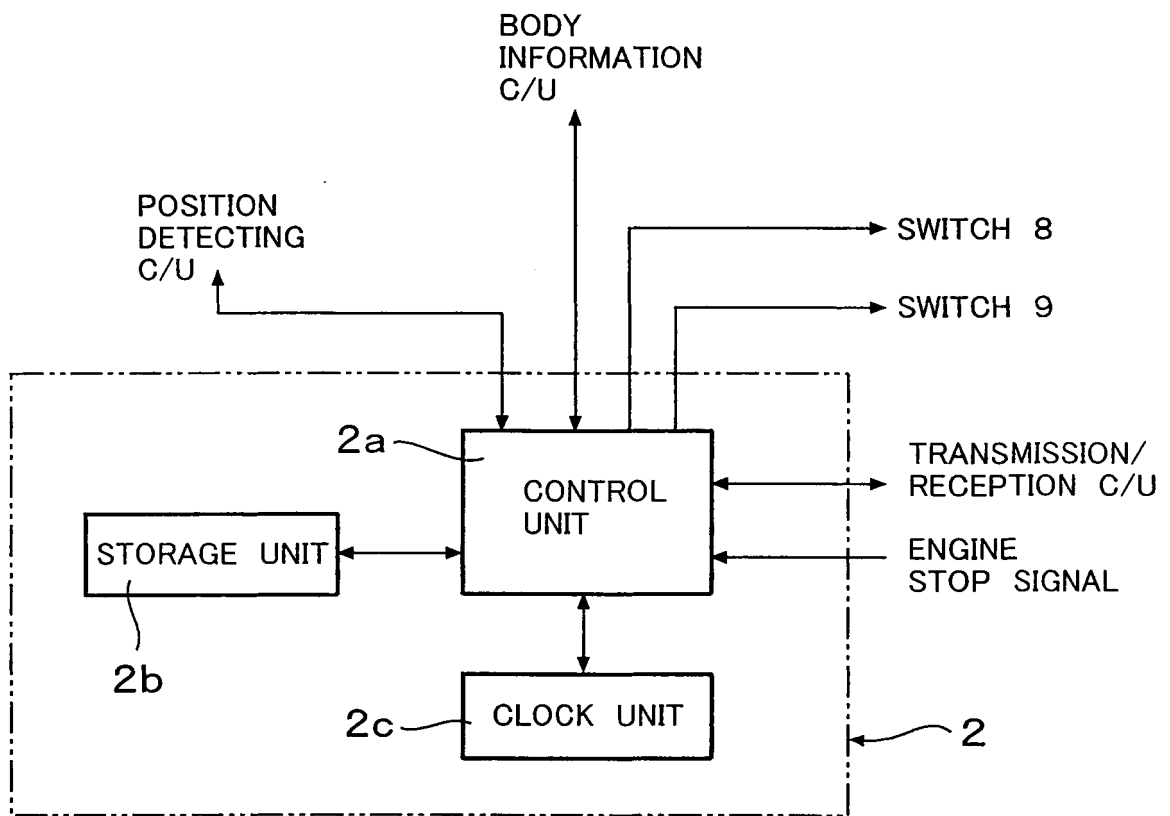 BODY
INFORMATION
C/U
POSITION
DETECTING
C/U
SWITCH 8
SWITCH 9
2a
CONTROL
UNIT
TRANSMISSION/
RECEPTION C/U
STORAGE UNIT
ENGINE
STOP SIGNAL
2b
2c
CLOCK UNIT
2